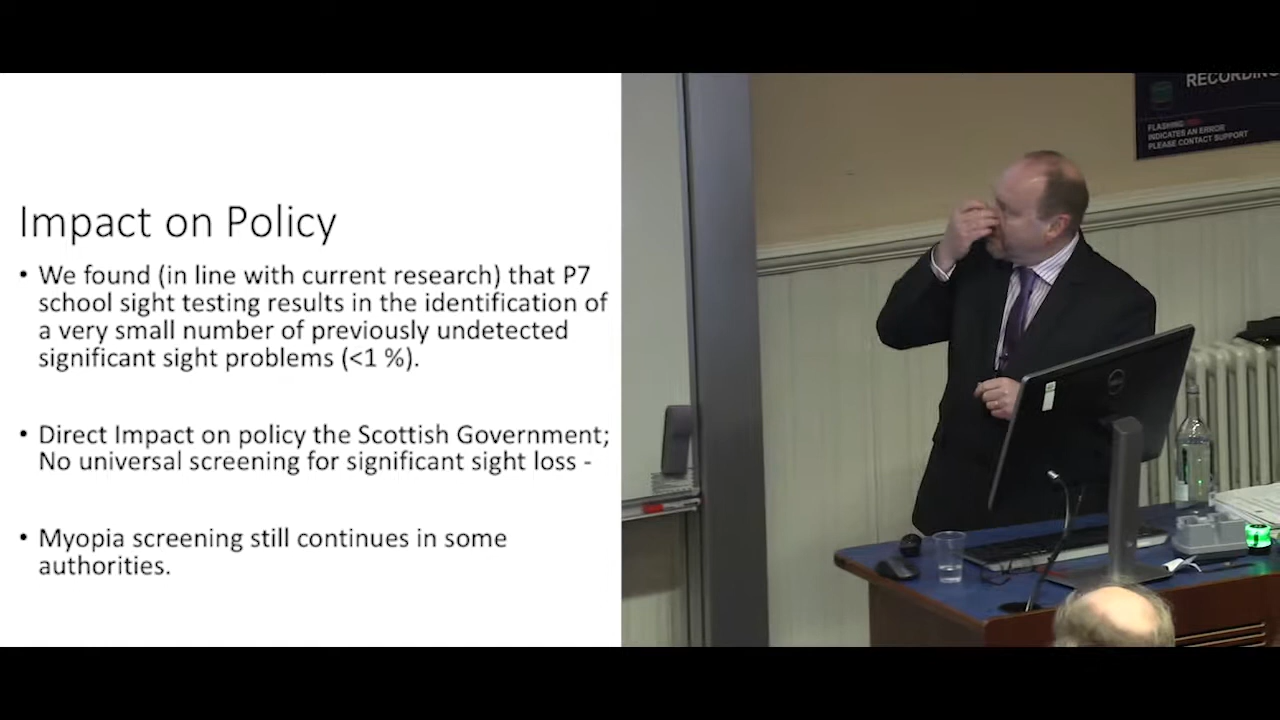 Impact on Policy
• We found (in line with current research) that P7
school sight testing results in the identification of
a very small number of previously undetected
significant sight problems (<1 %).
• Direct Impact on policy the Scottish Government;
No universal screening for significant sight loss -
• Myopia screening still continues in some
authorities.
FLASHING
INDICATES AN ERROR
PLEASE CONTACT SUPPORT
DELL